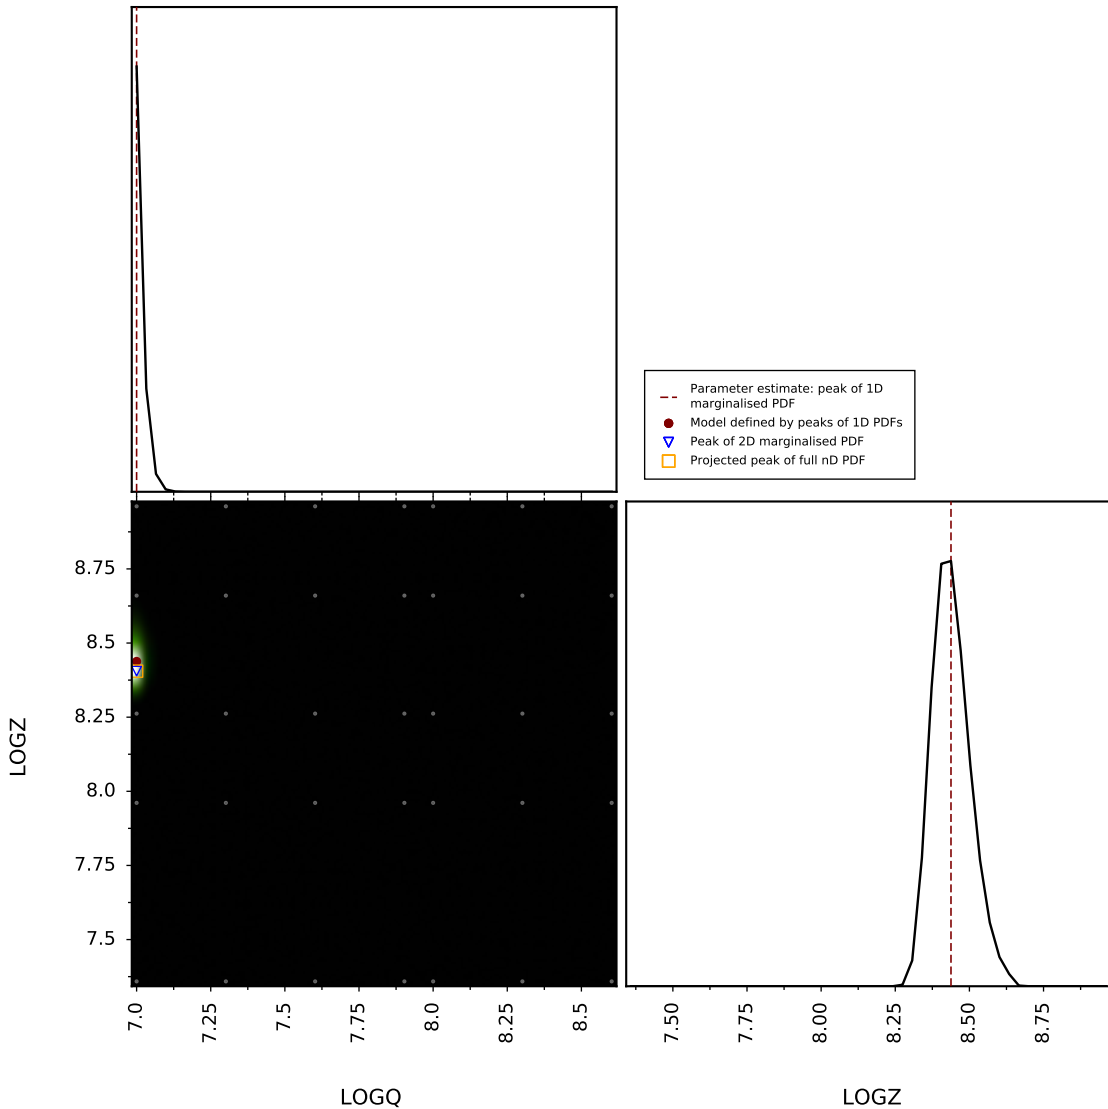 Parameter estimate: peak of 1D
marginalised PDF
Model defined by peaks of 1D PDFs
Peak of 2D marginalised PDF
Projected peak of full nD PDF
8.75
8.5
8.25
8.0
7.75
7.5
LOGZ
7.0 7.25 7.5 7.75 8.0 8.25 8.5
LOGQ
7.50 7.75 8.00 8.25 8.50 8.75
LOGZ